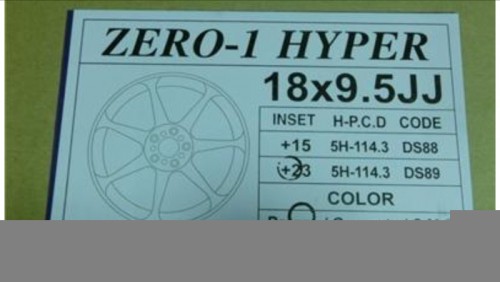 ZERO-1 HYPER
18x9.5JJ
INSET H-P.C.D CODE
+15 5H-114.3 DS88
+23 5H-114.3 DS89
COLOR